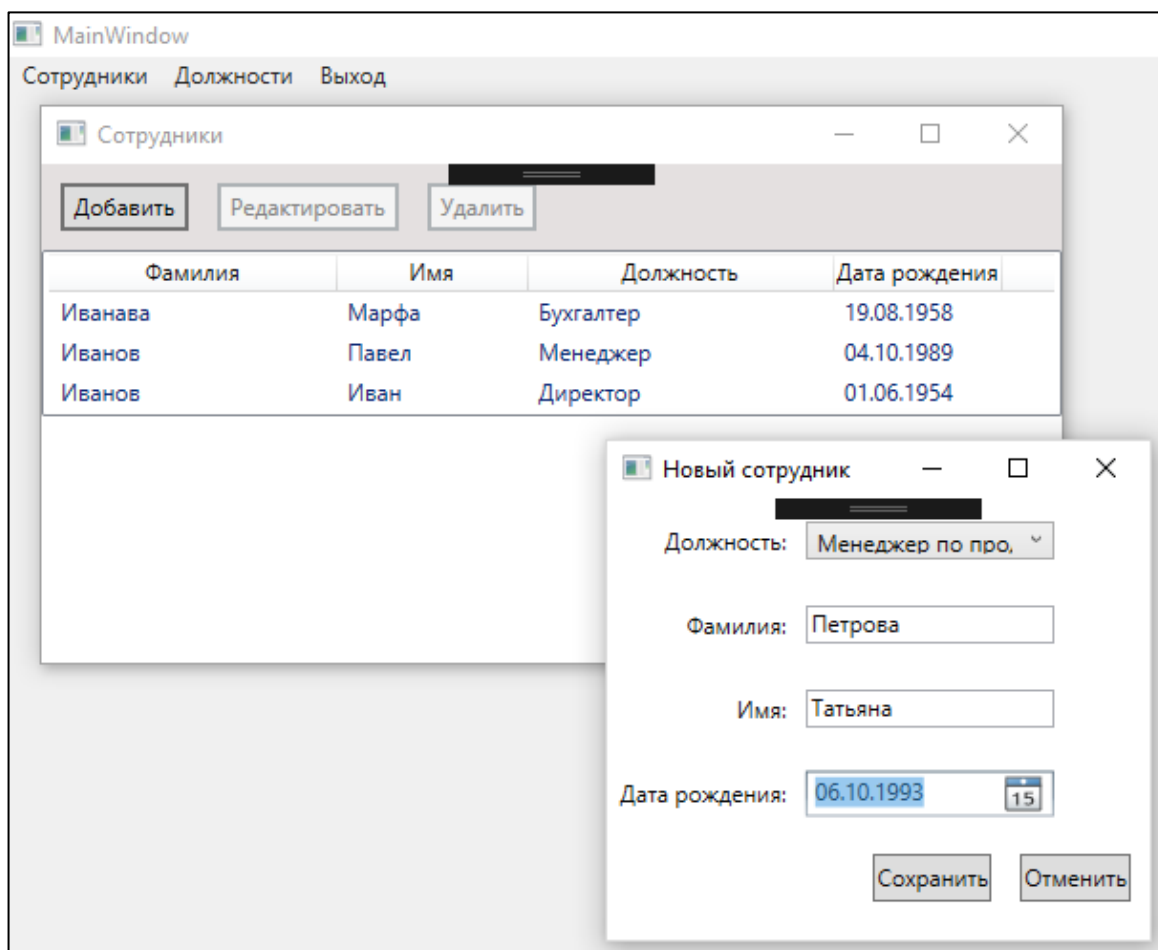 MainWindow
Сотрудники Должности Выход
Сотрудники
Добавить Редактировать Удалить
Фамилия Имя Должность Дата рождения
Иванава Марфа Бухгалтер 19.08.1958
Иванов Павел Менеджер 04.10.1989
Иванов Иван Директор 01.06.1954
Новый сотрудник
Должность: Менеджер по про,
Фамилия: Петрова
Имя: Татьяна
Дата рождения: 06.10.1993 15
Сохранить Отменить